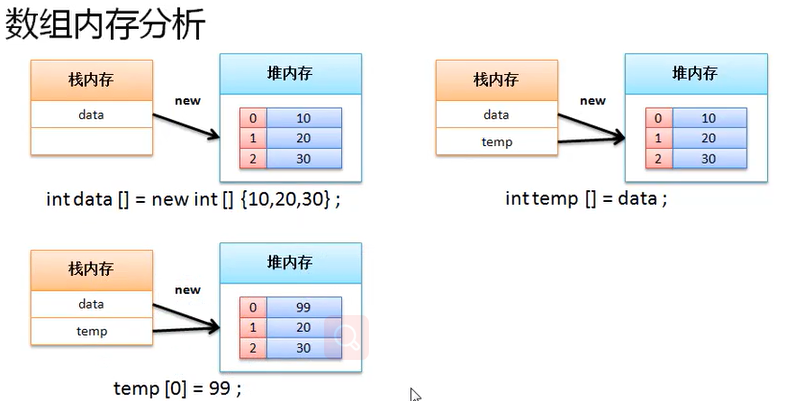 数组内存分析
栈内存
data
new
堆内存
0 10
1 20
2 30
int data [] = new int [] {10,20,30} ;
栈内存
data
temp
new
堆内存
0 10
1 20
2 30
int temp [] = data ;
栈内存
data
temp
new
堆内存
0 99
1 20
2 30
temp [0] = 99 ;